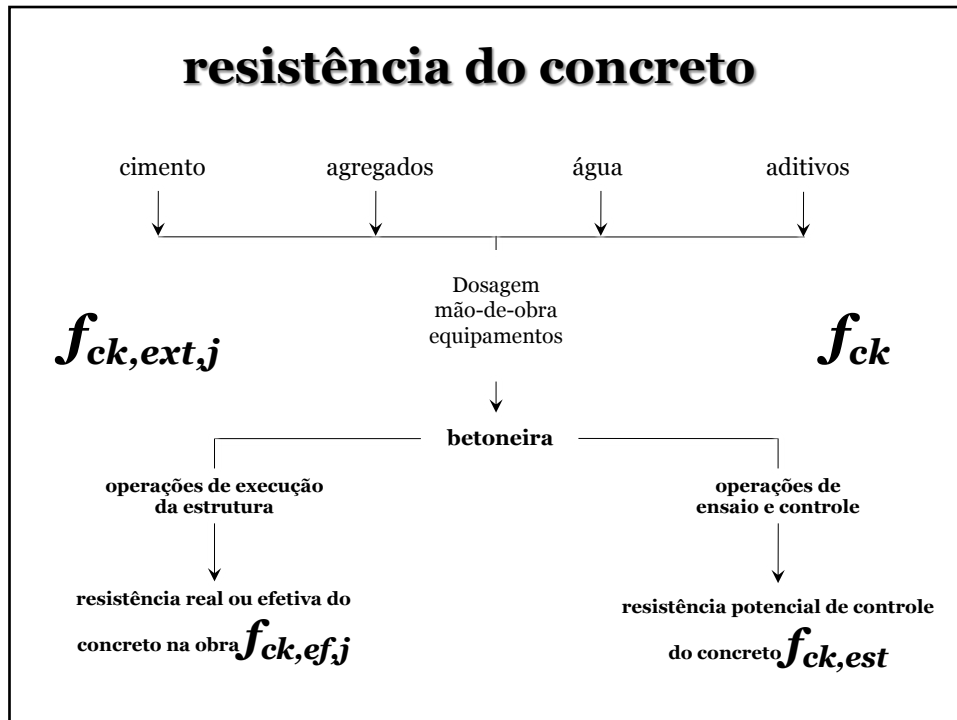 resistência do concreto
cimento agregados água aditivos
Dosagem
mão-de-obra
equipamentos
fck,ext,j
fck
betoneira
operações de execução
da estrutura
operações de
ensaio e controle
resistência real ou efetiva do
concreto na obra fck,ef,j
resistência potencial de controle
do concreto fck,est